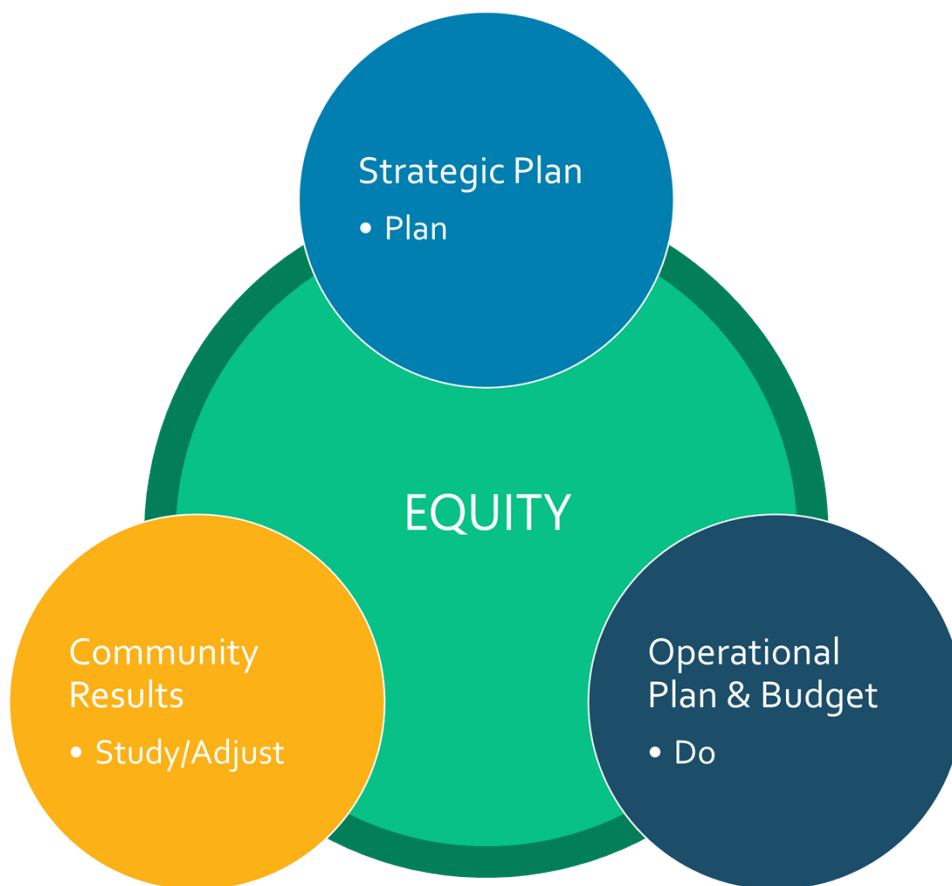 Strategic Plan
• Plan
EQUITY
Community
Results
• Study/Adjust
Operational
Plan & Budget
• Do